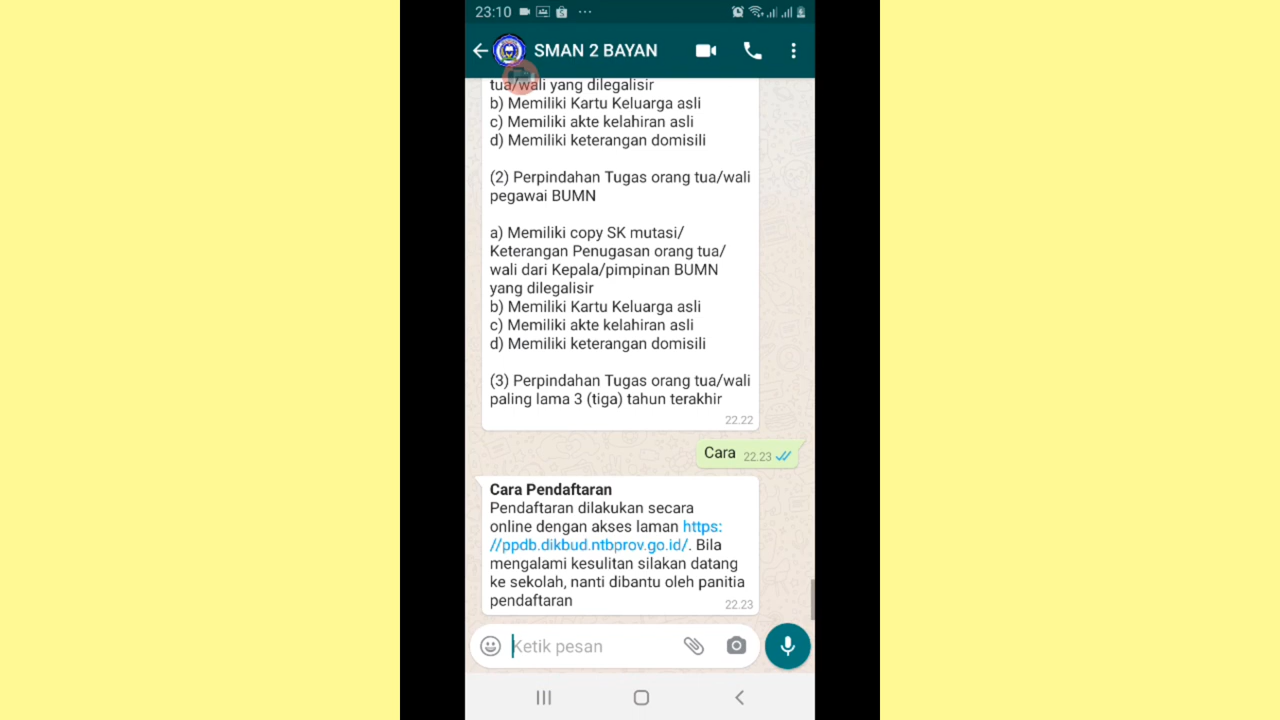 23:10
SMAN 2 BAYAN
tua/wali yang dilegalisir
b) Memiliki Kartu Keluarga asli
c) Memiliki akte kelahiran asli
d) Memiliki keterangan domisili
(2) Perpindahan Tugas orang tua/wali
pegawai BUMN
a) Memiliki copy SK mutasi/
Keterangan Penugasan orang tua/
wali dari Kepala/pimpinan BUMN
yang dilegalisir
b) Memiliki Kartu Keluarga asli
c) Memiliki akte kelahiran asli
d) Memiliki keterangan domisili
(3) Perpindahan Tugas orang tua/wali
paling lama 3 (tiga) tahun terakhir
22.22
Cara 22.23
Cara Pendaftaran
Pendaftaran dilakukan secara
online dengan akses laman https:
//ppdb.dikbud.ntbprov.go.id/. Bila
mengalami kesulitan silakan datang
ke sekolah, nanti dibantu oleh panitia
pendaftaran 22.23
Ketik pesan